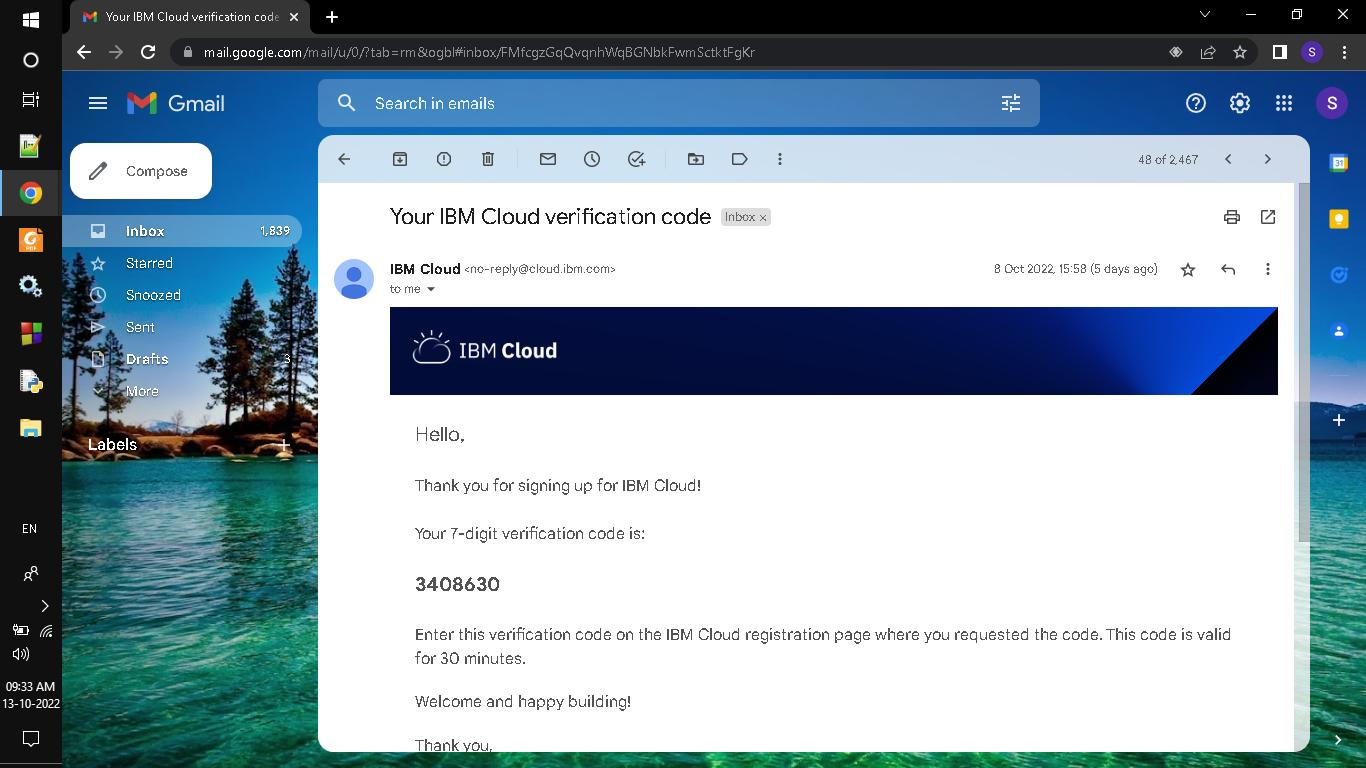 Your IBM Cloud verification code
mail.google.com/mail/u/0/?tab=rm&ogbl#inbox/FMfcgzGqQvqnhWqBGNbkFwmSctktFgKr
S
Gmail
Search in emails
S
Compose
48 of 2,467
31
Inbox 1,839
Starred
Snoozed
Sent
Drafts 3
More
Labels
Your IBM Cloud verification code Inbox x
IBM Cloud <no-reply@cloud.ibm.com> 8 Oct 2022, 15:58 (5 days ago)
to me
IBM Cloud
Hello,
Thank you for signing up for IBM Cloud!
Your 7-digit verification code is:
3408630
Enter this verification code on the IBM Cloud registration page where you requested the code. This code is valid
for 30 minutes.
Welcome and happy building!
Thank you,
PDF
EN
09:33 AM
13-10-2022